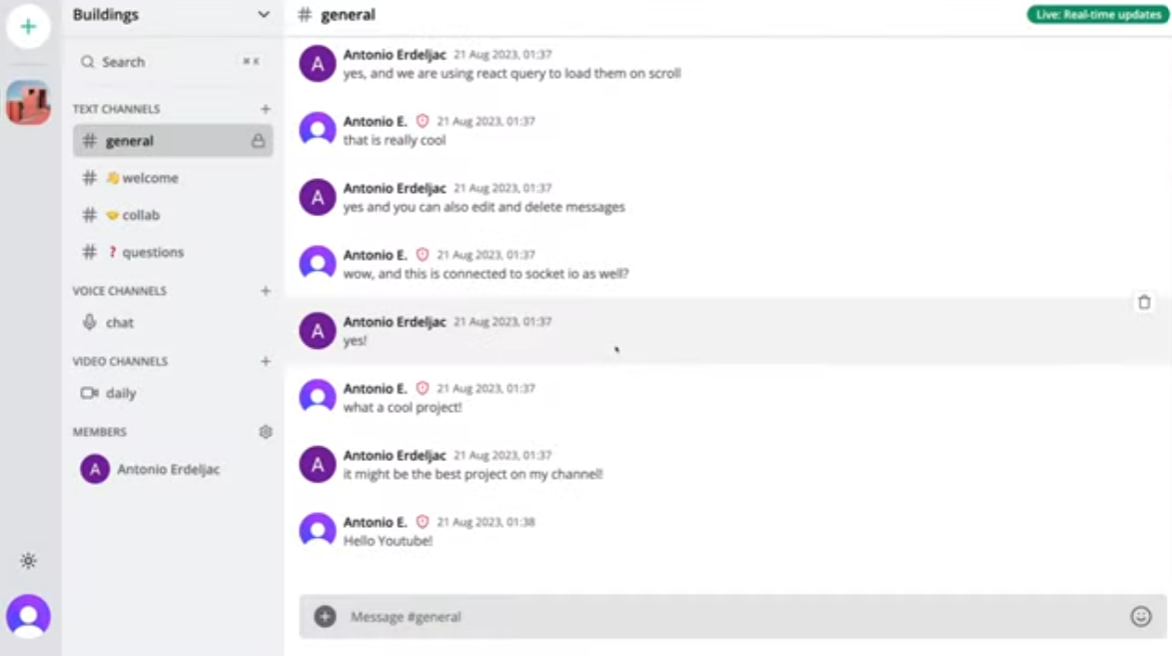 Buildings
Search
⌘ K
TEXT CHANNELS
# general
# 👋 welcome
# 🤝 collab
# ❓ questions
VOICE CHANNELS
chat
VIDEO CHANNELS
daily
MEMBERS
A Antonio Erdeljac
# general
Live: Real-time updates
A Antonio Erdeljac 21 Aug 2023, 01:37
yes, and we are using react query to load them on scroll
Antonio E. 21 Aug 2023, 01:37
that is really cool
A Antonio Erdeljac 21 Aug 2023, 01:37
yes and you can also edit and delete messages
Antonio E. 21 Aug 2023, 01:37
wow, and this is connected to socket io as well?
A Antonio Erdeljac 21 Aug 2023, 01:37
yes!
Antonio E. 21 Aug 2023, 01:37
what a cool project!
A Antonio Erdeljac 21 Aug 2023, 01:37
it might be the best project on my channel!
Antonio E. 21 Aug 2023, 01:38
Hello Youtube!
Message #general